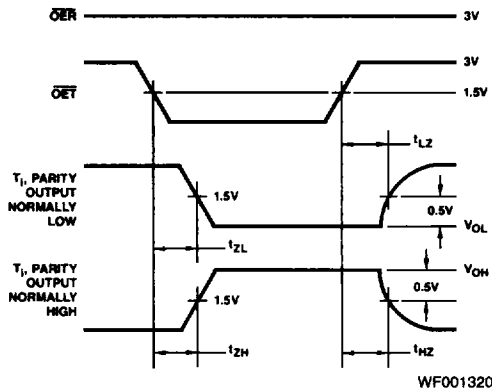 OER
3V
3V
OET
1.5V
tLZ
Ti, PARITY
OUTPUT
NORMALLY
LOW
1.5V
0.5V
VOL
tZL
Ti, PARITY
OUTPUT
NORMALLY
HIGH
VOH
1.5V
0.5V
tZH
tHZ
WF001320